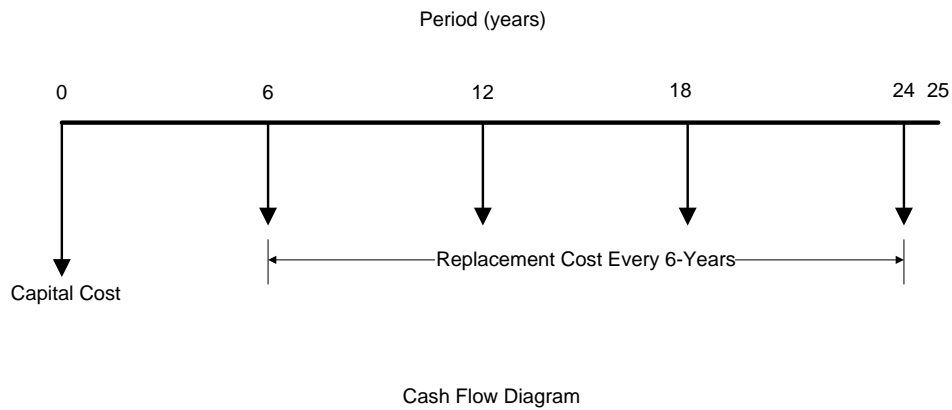 Period (years)
0 6 12 18 24 25
Replacement Cost Every 6-Years
Capital Cost
Cash Flow Diagram